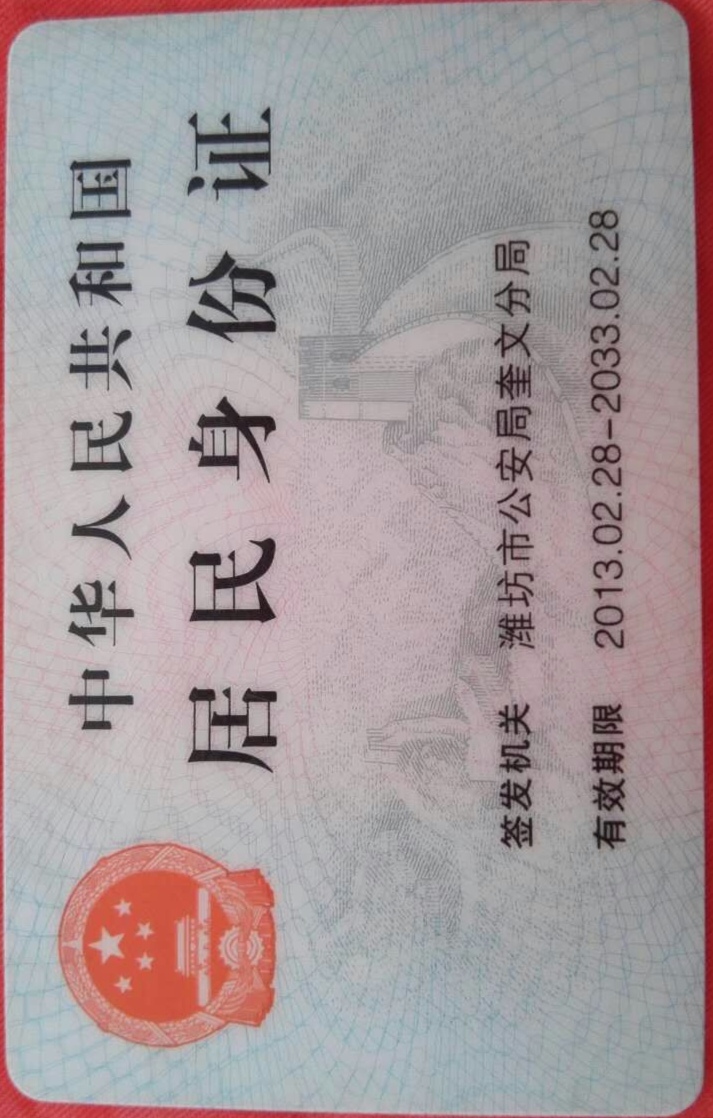 中华人民共和国
居民身份证
签发机关 潍坊市公安局奎文分局
有效期限 2013.02.28-2033.02.28